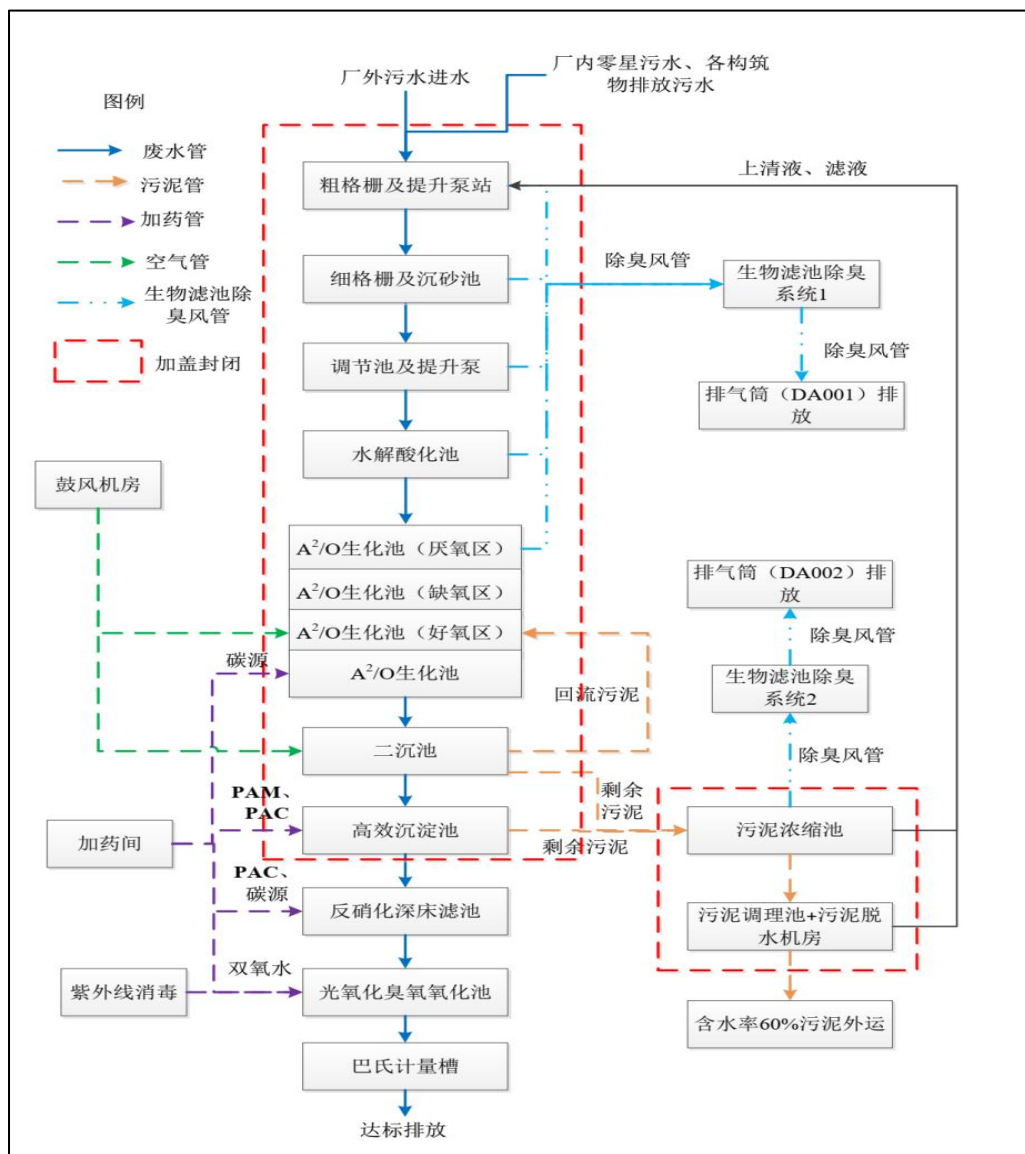 厂外污水进水
厂内零星污水、各构筑
物排放污水
图例
废水管
污泥管
加药管
空气管
生物滤池除
臭风管
加盖封闭
粗格栅及提升泵站
上清液、滤液
细格栅及沉砂池
除臭风管
生物滤池除臭
系统1
调节池及提升泵
除臭风管
排气筒（DA001）排
放
水解酸化池
鼓风机房
A²/O生化池（厌氧区）
A²/O生化池（缺氧区）
A²/O生化池（好氧区）
A²/O生化池
碳源
回流污泥
排气筒（DA002）排
放
除臭风管
生物滤池除臭
系统2
除臭风管
二沉池
剩余
污泥
PAM、
PAC
高效沉淀池
剩余污泥
污泥浓缩池
加药间
PAC、
碳源
反硝化深床滤池
污泥调理池+污泥脱
水机房
双氧水
紫外线消毒
光氧化臭氧氧化池
含水率60%污泥外运
巴氏计量槽
达标排放